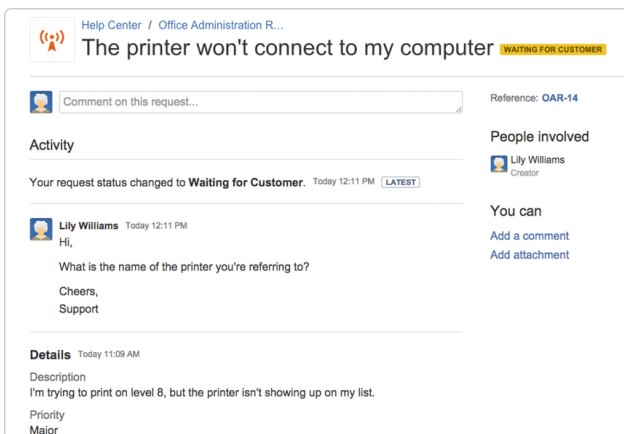 Help Center / Office Administration R...
The printer won't connect to my computer WAITING FOR CUSTOMER
Comment on this request...
Activity
Your request status changed to Waiting for Customer. Today 12:11 PM LATEST
Lily Williams Today 12:11 PM
Hi,
What is the name of the printer you're referring to?
Cheers,
Support
Details Today 11:09 AM
Description
I'm trying to print on level 8, but the printer isn't showing up on my list.
Priority
Major
Reference: OAR-14
People involved
Lily Williams
Creator
You can
Add a comment
Add attachment